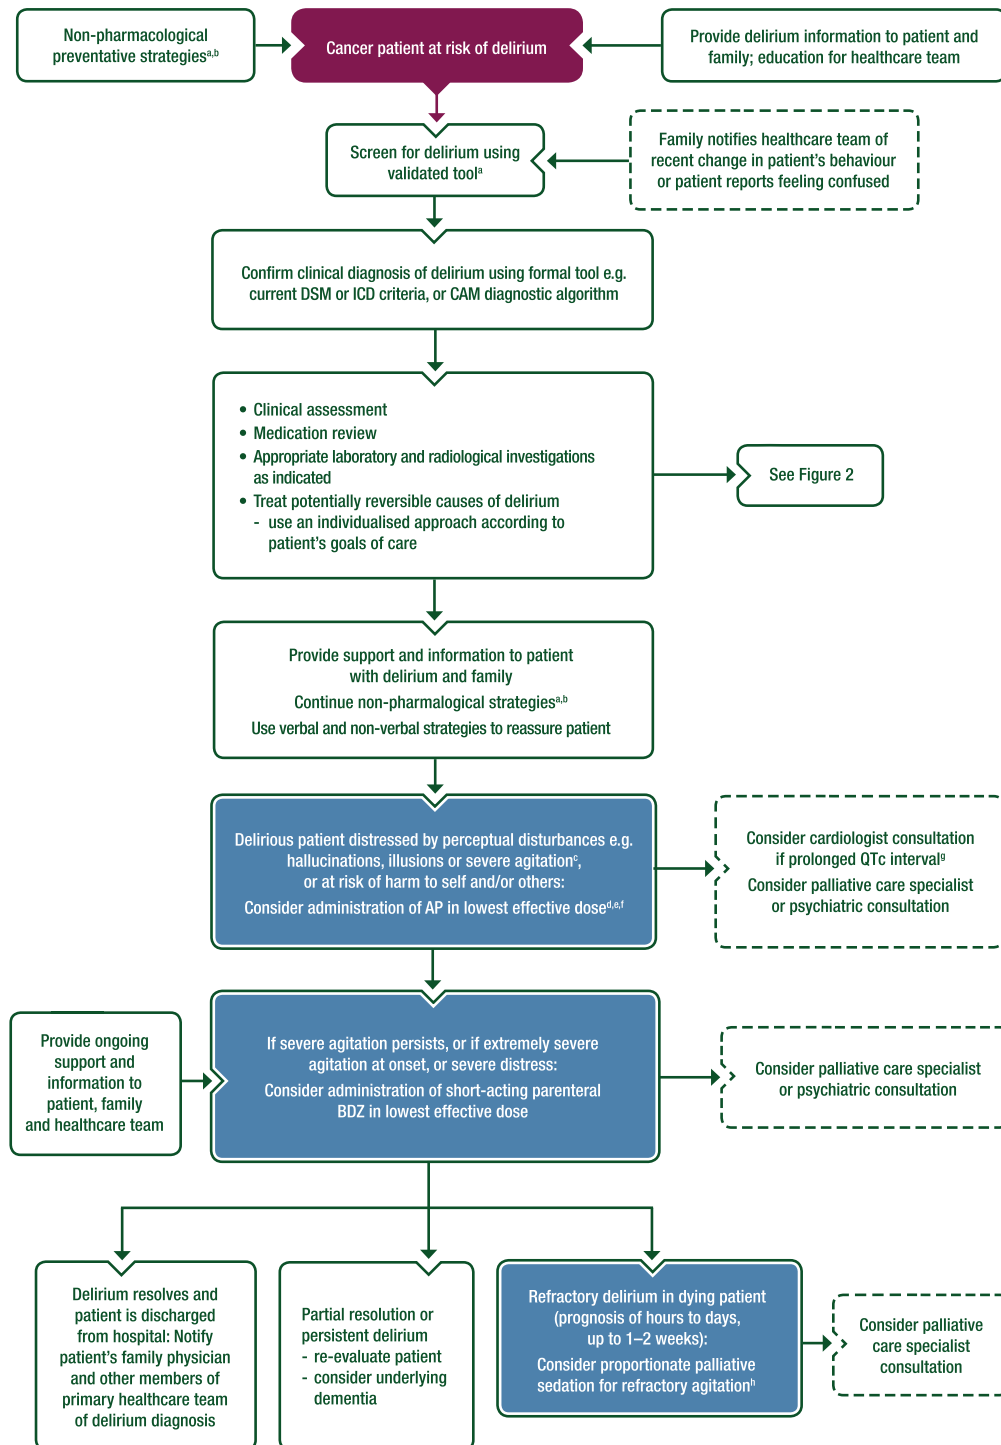 Non-pharmacological
preventative strategiesa,b
Cancer patient at risk of delirium
Provide delirium information to patient and
family; education for healthcare team
Screen for delirium using
validated toola
Family notifies healthcare team of
recent change in patient's behaviour
or patient reports feeling confused
Confirm clinical diagnosis of delirium using formal tool e.g.
current DSM or ICD criteria, or CAM diagnostic algorithm
• Clinical assessment
• Medication review
• Appropriate laboratory and radiological investigations
as indicated
• Treat potentially reversible causes of delirium
- use an individualised approach according to
patient's goals of care
See Figure 2
Provide support and information to patient
with delirium and family
Continue non-pharmalogical strategiesa,b
Use verbal and non-verbal strategies to reassure patient
Delirious patient distressed by perceptual disturbances e.g.
hallucinations, illusions or severe agitationc,
or at risk of harm to self and/or others:
Consider administration of AP in lowest effective dosed,e,f
Consider cardiologist consultation
if prolonged QTc intervalg
Consider palliative care specialist
or psychiatric consultation
Provide ongoing
support and
information to
patient, family
and healthcare team
If severe agitation persists, or if extremely severe
agitation at onset, or severe distress:
Consider administration of short-acting parenteral
BDZ in lowest effective dose
Consider palliative care specialist
or psychiatric consultation
Delirium resolves and
patient is discharged
from hospital: Notify
patient's family physician
and other members of
primary healthcare team
of delirium diagnosis
Partial resolution or
persistent delirium
- re-evaluate patient
- consider underlying
dementia
Refractory delirium in dying patient
(prognosis of hours to days,
up to 1–2 weeks):
Consider proportionate palliative
sedation for refractory agitationh
Consider palliative
care specialist
consultation